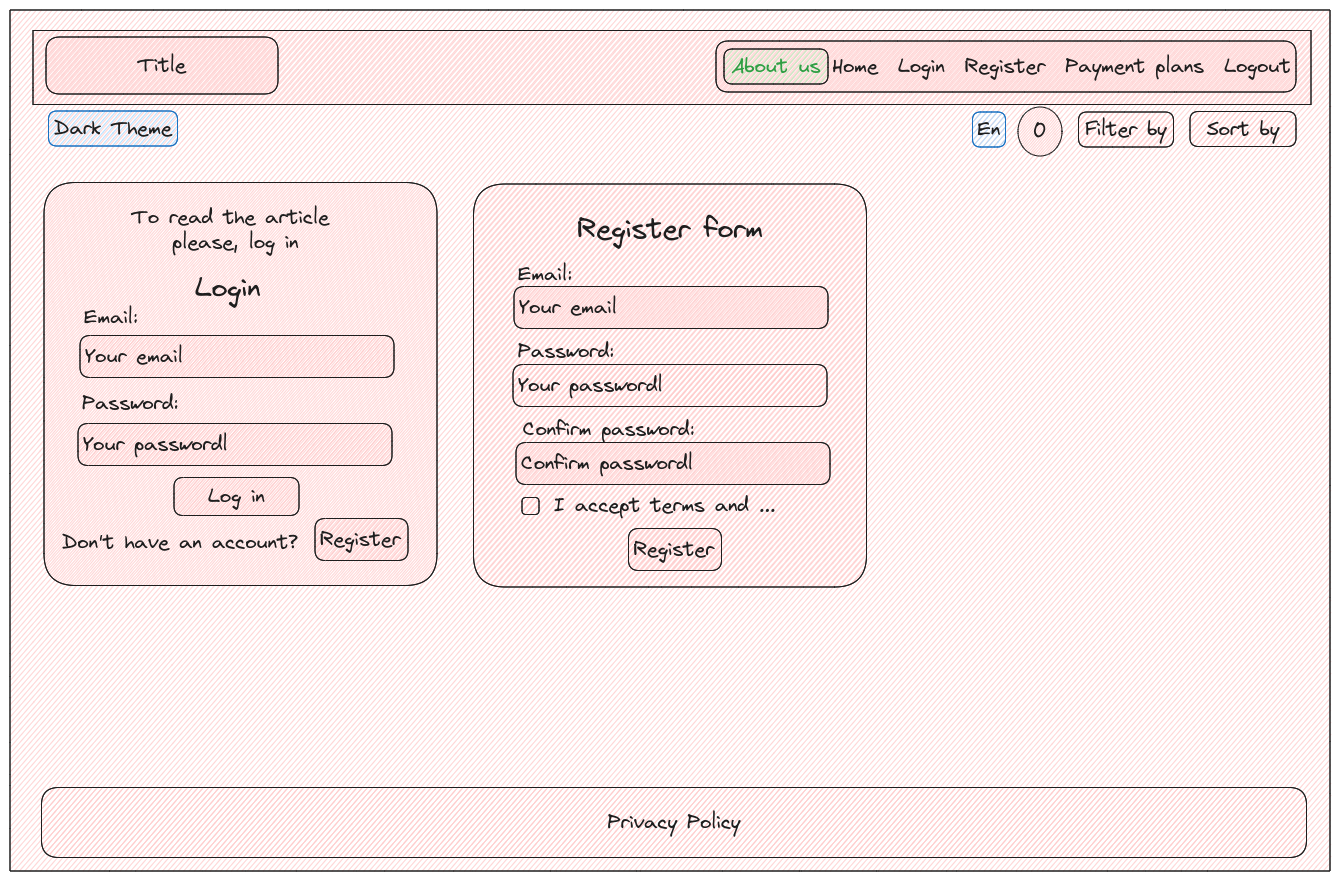 Title
About us Home Login Register Payment plans Logout
Dark Theme
En
0
Filter by
Sort by
To read the article
please, log in
Login
Email:
Your email
Password:
Your passwordl
Log in
Don't have an account?
Register
Register form
Email:
Your email
Password:
Your passwordl
Confirm password:
Confirm passwordl
I accept terms and ...
Register
Privacy Policy